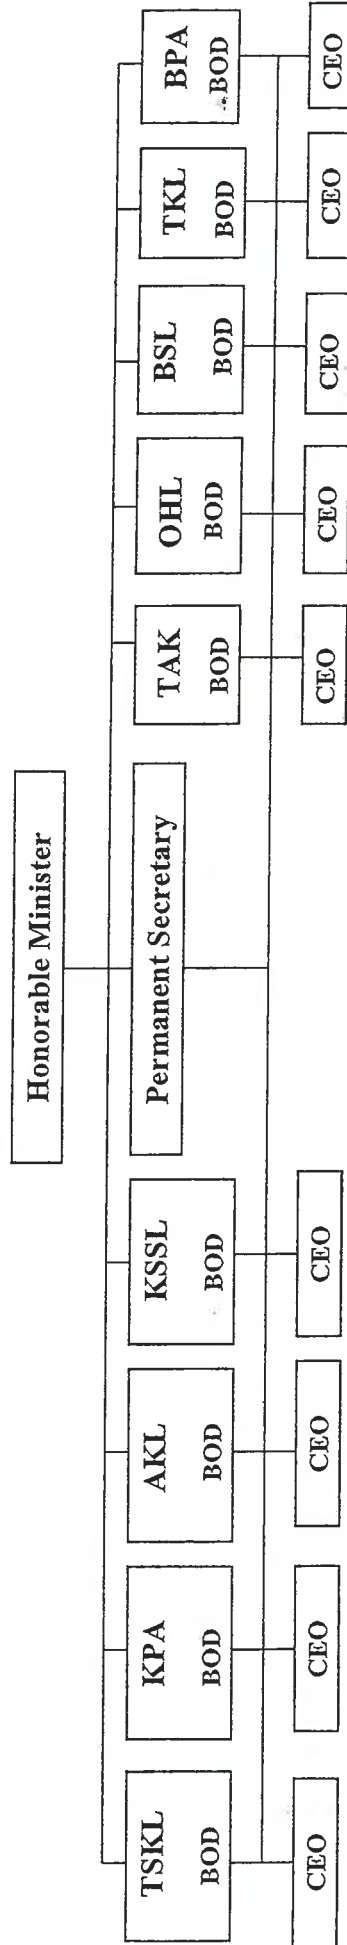 Honorable Minister
TSKL
BOD
KPA
BOD
AKL
BOD
KSSL
BOD
Permanent Secretary
TAK
BOD
OHL
BOD
BSL
BOD
TKL
BOD
BPA
BOD
CEO
CEO
CEO
CEO
CEO
CEO
CEO
CEO
CEO